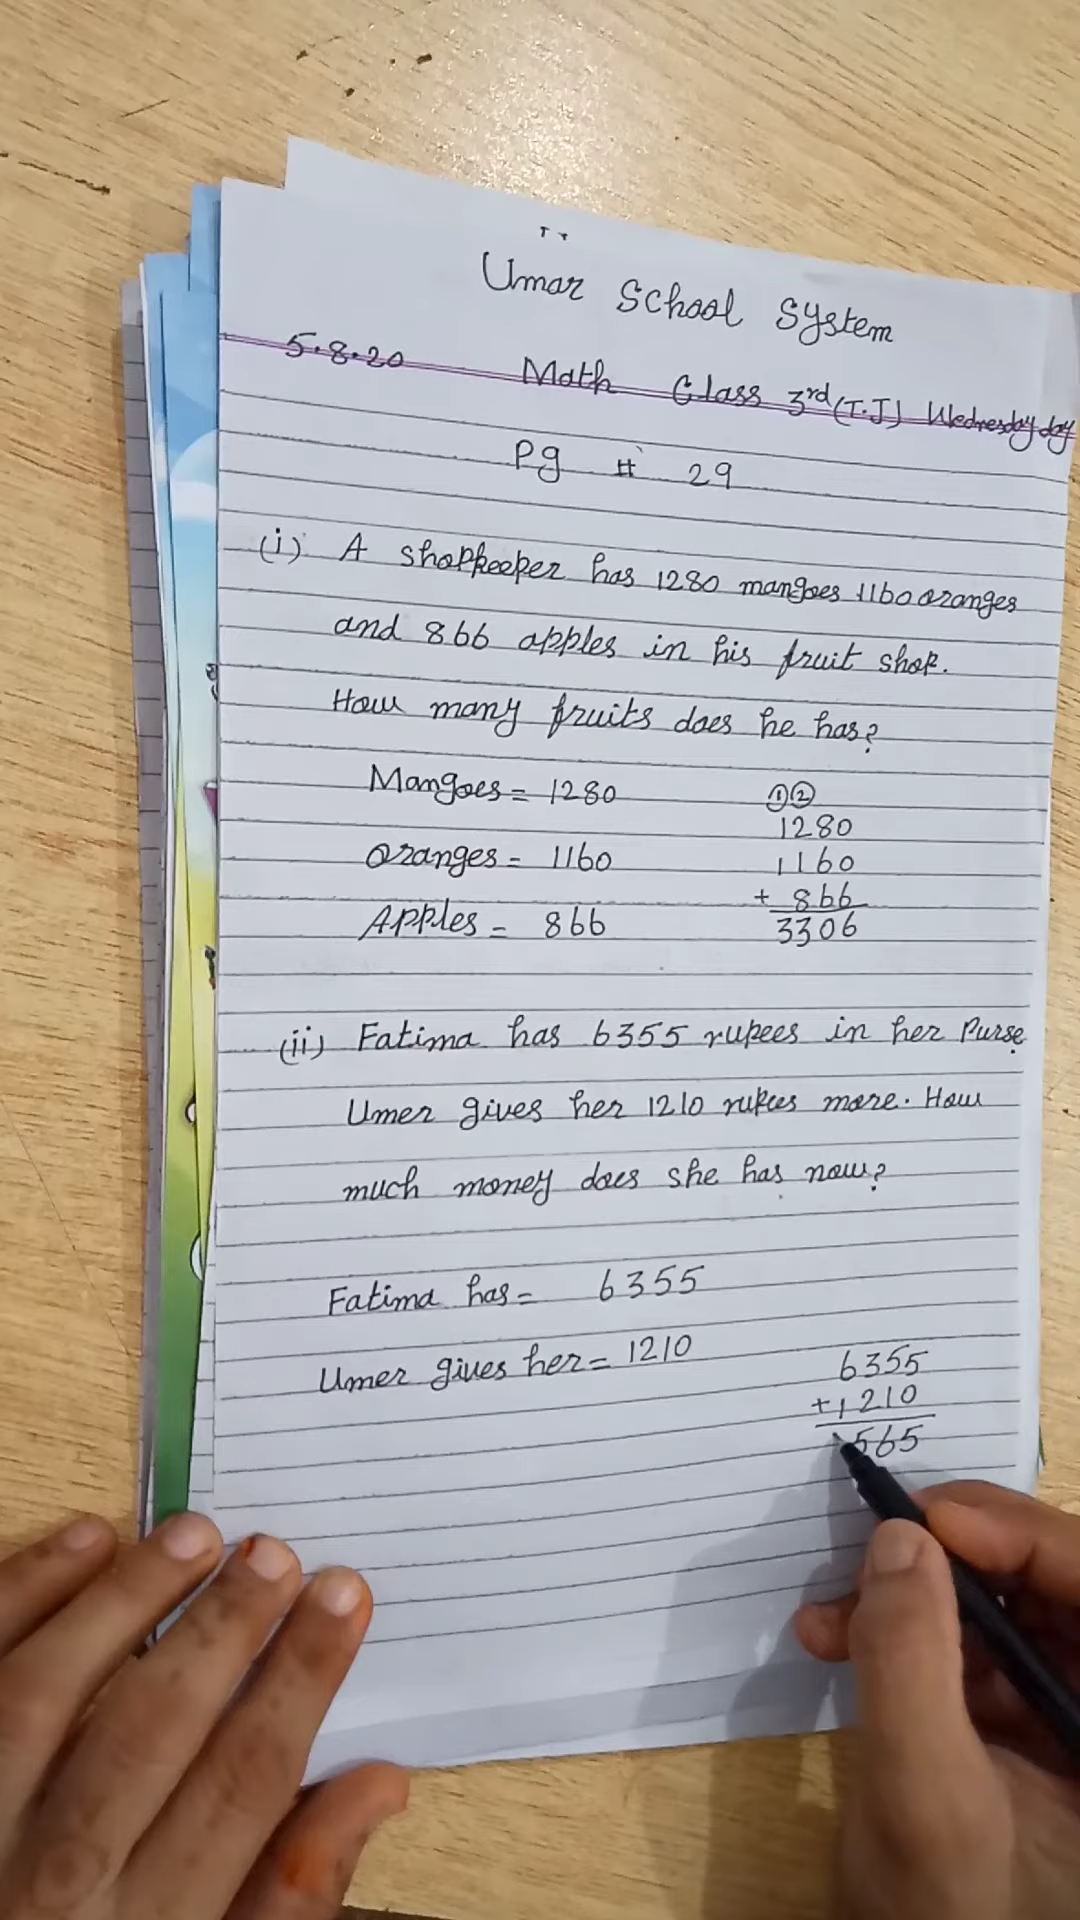 Umar School System
5.8.20 Math Class 3rd (T.J) Wednesday day
Pg # 29
(i) A shopkeeper has 1280 mangoes 1160 oranges
and 866 apples in his fruit shop.
How many fruits does he has?
Mangoes = 1280
① ②
1280
Oranges = 1160
1160
+ 866
Apples = 866
3306
(ii) Fatima has 6355 rupees in her Purse.
Umer gives her 1210 rupees more. How
much money does she has now?
Fatima has = 6355
Umer gives her = 1210
6355
+1210
565